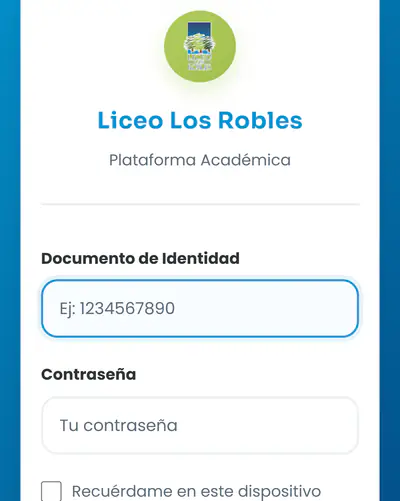 Liceo Los Robles
Plataforma Académica
Documento de Identidad
Ej: 1234567890
Contraseña
Tu contraseña
Recuérdame en este dispositivo